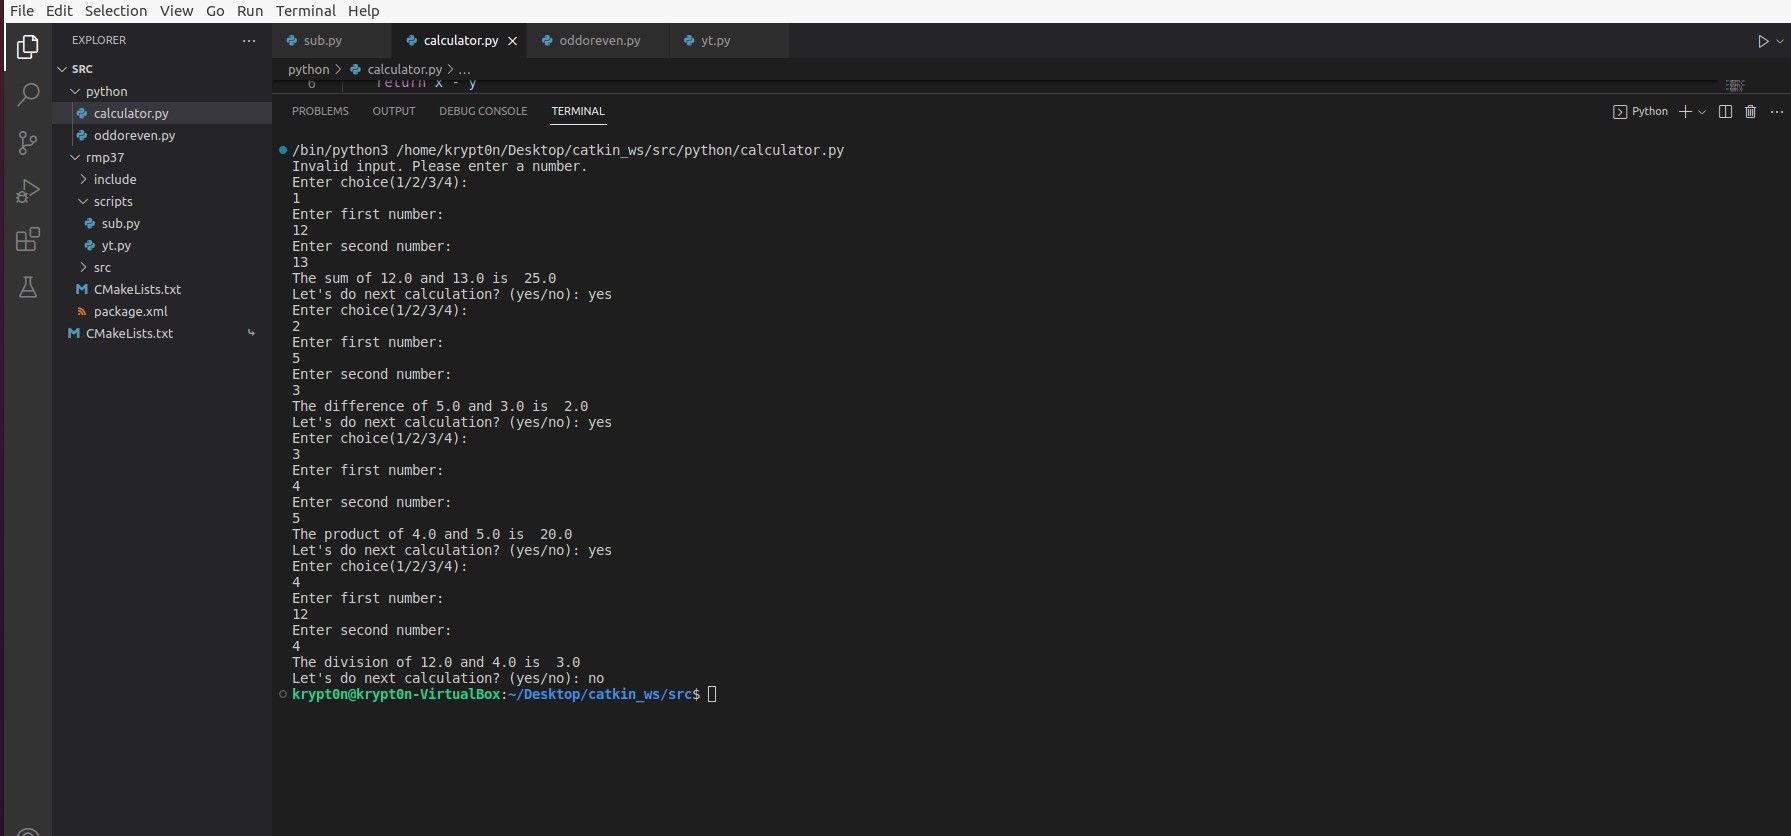 File Edit Selection View Go Run Terminal Help
EXPLORER
SRC
python
calculator.py
oddoreven.py
rmp37
include
scripts
sub.py
yt.py
src
CMakeLists.txt
package.xml
CMakeLists.txt
sub.py calculator.py oddoreven.py yt.py
python > calculator.py > ...
6 return x - y
PROBLEMS OUTPUT DEBUG CONSOLE TERMINAL
Python
/bin/python3 /home/krypt0n/Desktop/catkin_ws/src/python/calculator.py
Invalid input. Please enter a number.
Enter choice(1/2/3/4):
1
Enter first number:
12
Enter second number:
13
The sum of 12.0 and 13.0 is  25.0
Let's do next calculation? (yes/no): yes
Enter choice(1/2/3/4):
2
Enter first number:
5
Enter second number:
3
The difference of 5.0 and 3.0 is  2.0
Let's do next calculation? (yes/no): yes
Enter choice(1/2/3/4):
3
Enter first number:
4
Enter second number:
5
The product of 4.0 and 5.0 is  20.0
Let's do next calculation? (yes/no): yes
Enter choice(1/2/3/4):
4
Enter first number:
12
Enter second number:
4
The division of 12.0 and 4.0 is  3.0
Let's do next calculation? (yes/no): no
krypt0n@krypt0n-VirtualBox:~/Desktop/catkin_ws/src$